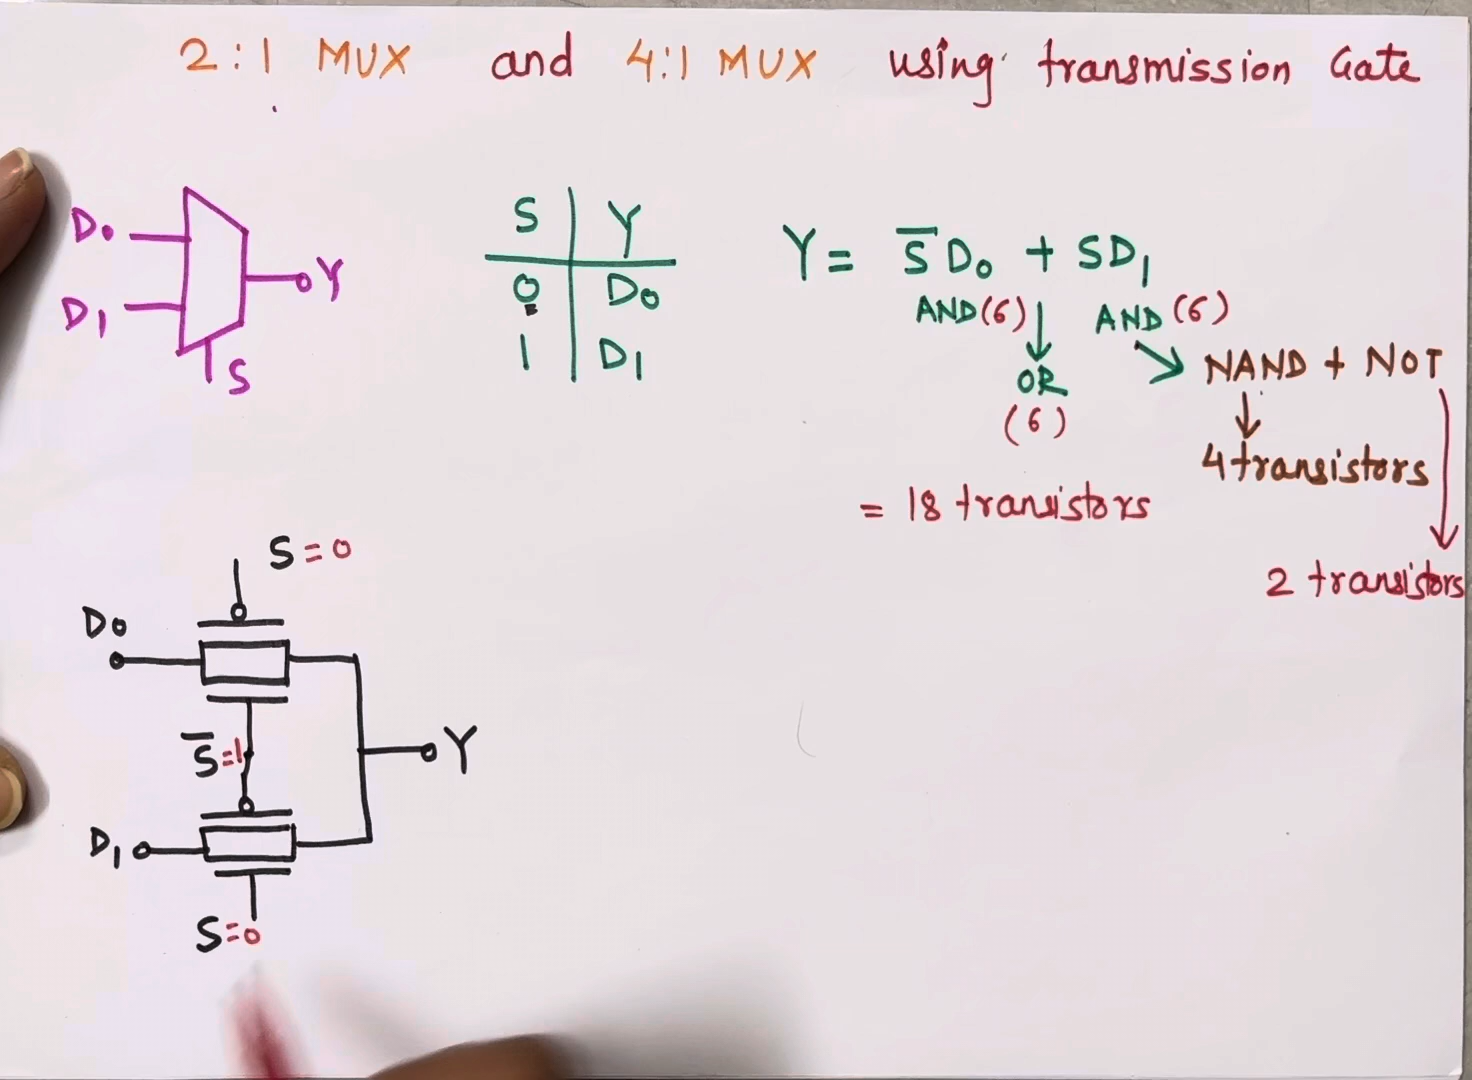 2:1 MUX and 4:1 MUX using transmission Gate
D₀
D₁
Y
S
S Y
0 D₀
1 D₁
Y = S̅D₀ + SD₁
AND(6) AND(6)
OR
(6)
NAND + NOT
4 transistors
= 18 transistors
2 transistors
S=0
D₀
S̅=1
Y
D₁
S=0